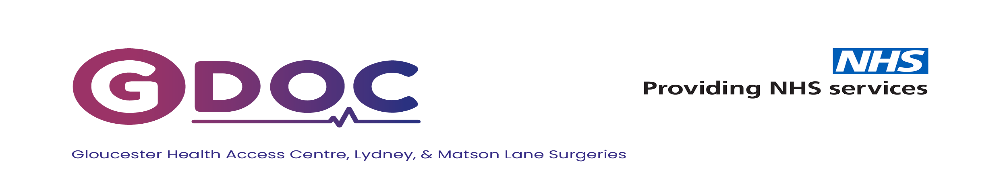 GDOC
NHS
Providing NHS services
Gloucester Health Access Centre, Lydney, & Matson Lane Surgeries